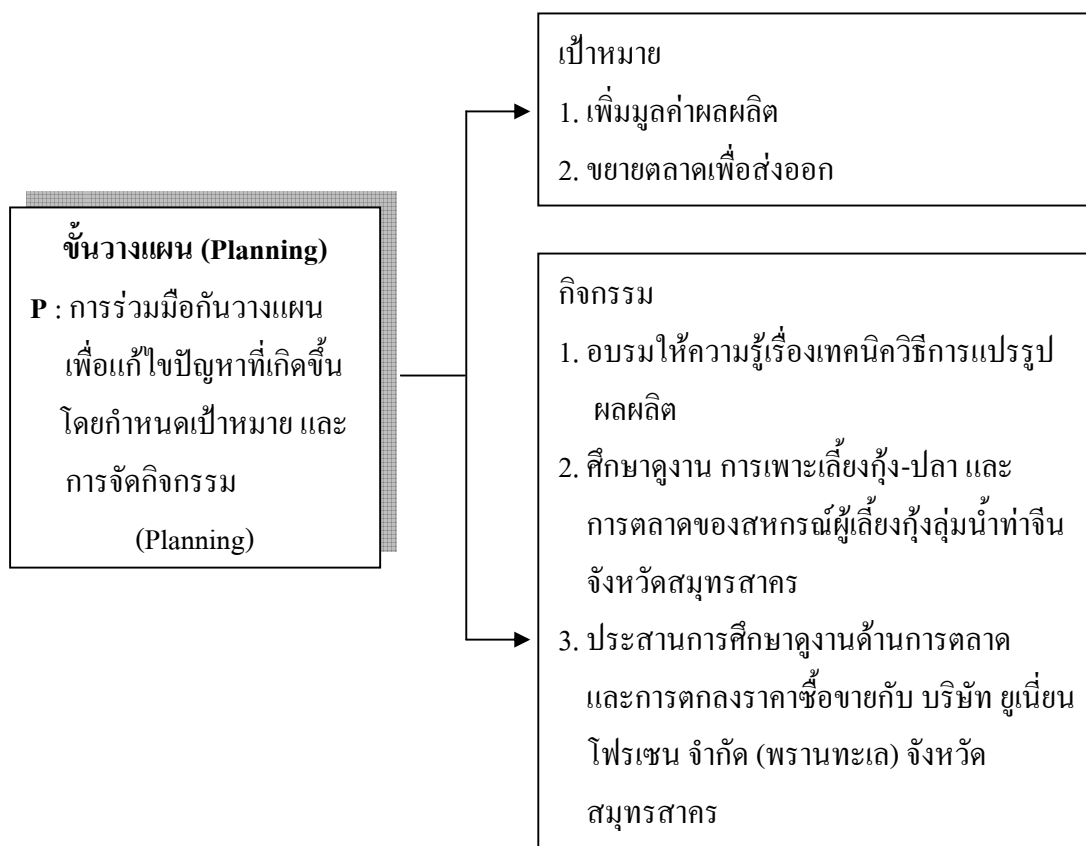 ขั้นวางแผน (Planning)
P : การร่วมมือกันวางแผน
เพื่อแก้ไขปัญหาที่เกิดขึ้น
โดยกำหนดเป้าหมาย และ
การจัดกิจกรรม
(Planning)
เป้าหมาย
1. เพิ่มมูลค่าผลผลิต
2. ขยายตลาดเพื่อส่งออก
กิจกรรม
1. อบรมให้ความรู้เรื่องเทคนิควิธีการแปรรูป
ผลผลิต
2. ศึกษาดูงาน การเพาะเลี้ยงกุ้ง-ปลา และ
การตลาดของสหกรณ์ผู้เลี้ยงกุ้งลุ่มน้ำท่าจีน
จังหวัดสมุทรสาคร
3. ประสานการศึกษาดูงานด้านการตลาด
และการตกลงราคาซื้อขายกับ บริษัท ยูเนี่ยน
โฟรเซน จำกัด (พรานทะเล) จังหวัด
สมุทรสาคร